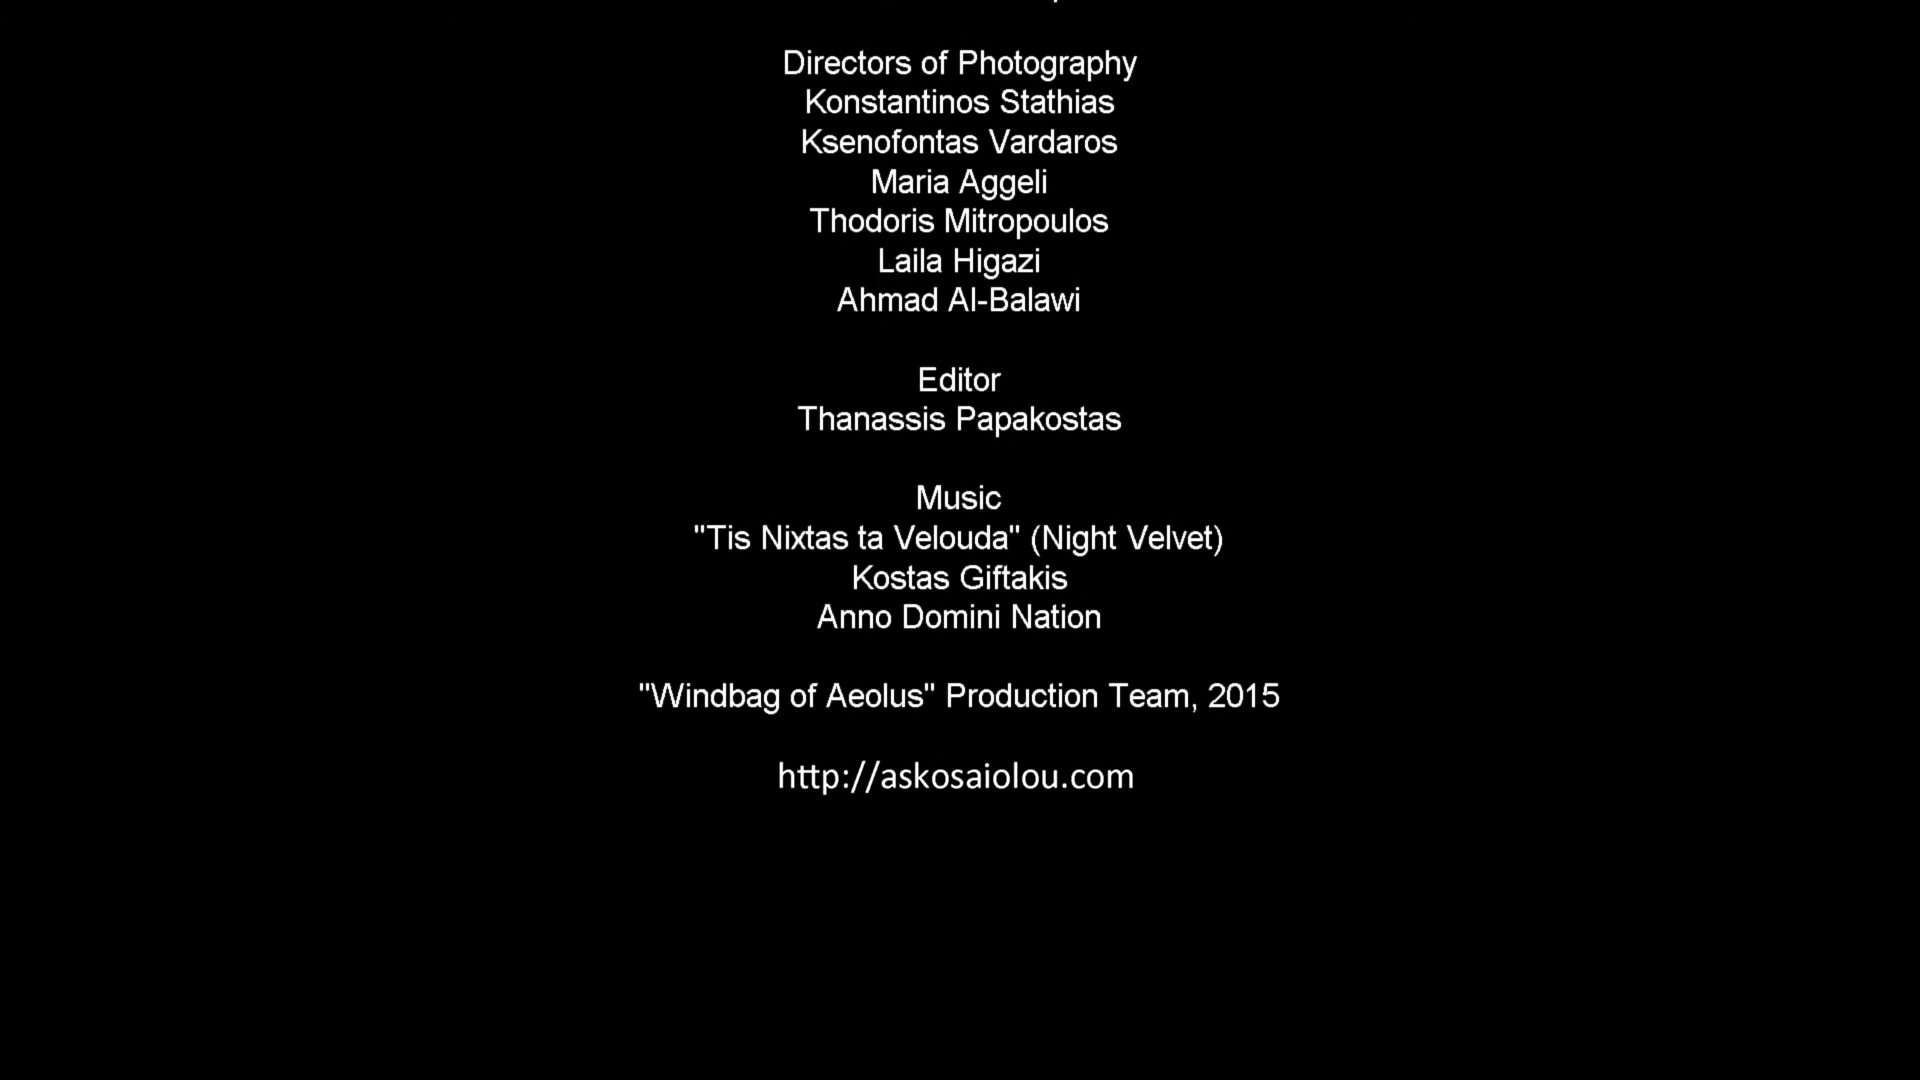 Directors of Photography
Konstantinos Stathias
Ksenofontas Vardaros
Maria Aggeli
Thodoris Mitropoulos
Laila Higazi
Ahmad Al-Balawi
Editor
Thanassis Papakostas
Music
"Tis Nixtas ta Velouda" (Night Velvet)
Kostas Giftakis
Anno Domini Nation
"Windbag of Aeolus" Production Team, 2015
http://askosaiolou.com